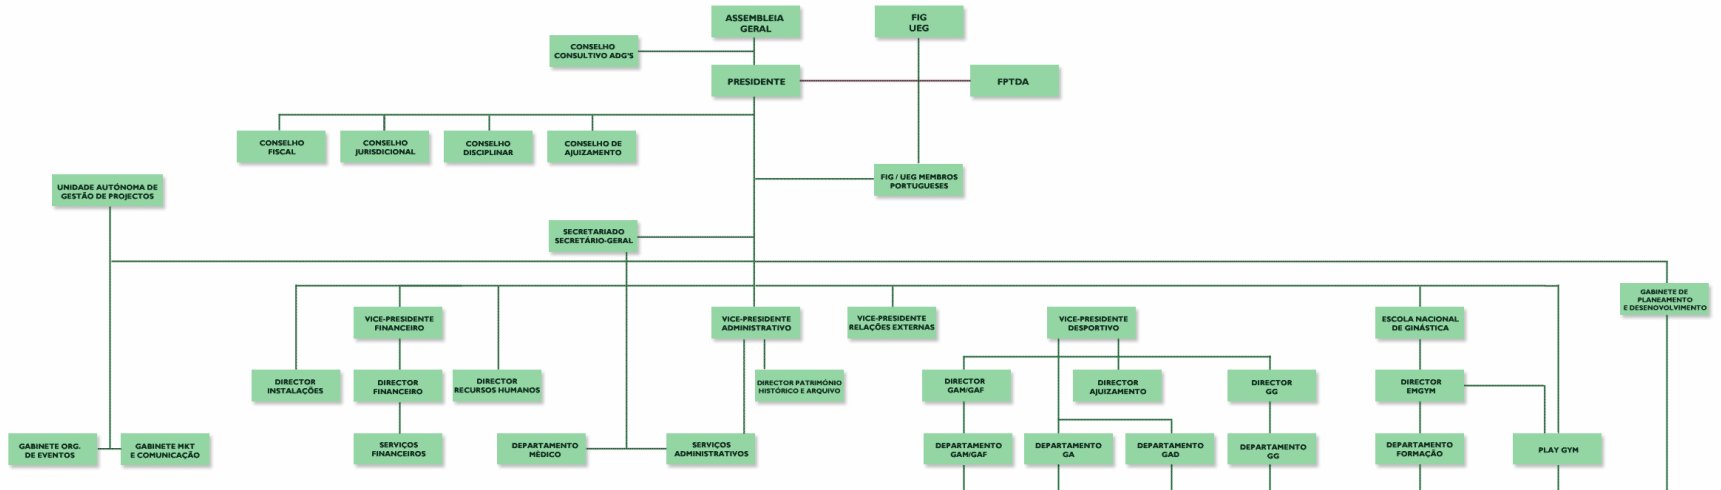 ASSEMBLEIA
GERAL
FIG
UEG
CONSELHO
CONSULTIVO ADG'S
PRESIDENTE
FPTDA
CONSELHO
FISCAL
CONSELHO
JURISDICIONAL
CONSELHO
DISCIPLINAR
CONSELHO DE
AJUIZAMENTO
FIG / UEG MEMBROS
PORTUGUESES
UNIDADE AUTÓNOMA DE
GESTÃO DE PROJECTOS
SECRETARIADO
SECRETÁRIO-GERAL
GABINETE DE
PLANEAMENTO
E DESENOVOLVIMENTO
VICE-PRESIDENTE
FINANCEIRO
VICE-PRESIDENTE
ADMINISTRATIVO
VICE-PRESIDENTE
RELAÇÕES EXTERNAS
VICE-PRESIDENTE
DESPORTIVO
ESCOLA NACIONAL
DE GINÁSTICA
DIRECTOR
INSTALAÇÕES
DIRECTOR
FINANCEIRO
DIRECTOR
RECURSOS HUMANOS
DIRECTOR PATRIMÓNIO
HISTÓRICO E ARQUIVO
DIRECTOR
GAM/GAF
DIRECTOR
AJUIZAMENTO
DIRECTOR
GG
DIRECTOR
EMGYM
GABINETE ORG.
DE EVENTOS
GABINETE MKT
E COMUNICAÇÃO
SERVIÇOS
FINANCEIROS
DEPARTAMENTO
MÉDICO
SERVIÇOS
ADMINISTRATIVOS
DEPARTAMENTO
GAM/GAF
DEPARTAMENTO
GA
DEPARTAMENTO
GAD
DEPARTAMENTO
GG
DEPARTAMENTO
FORMAÇÃO
PLAY GYM